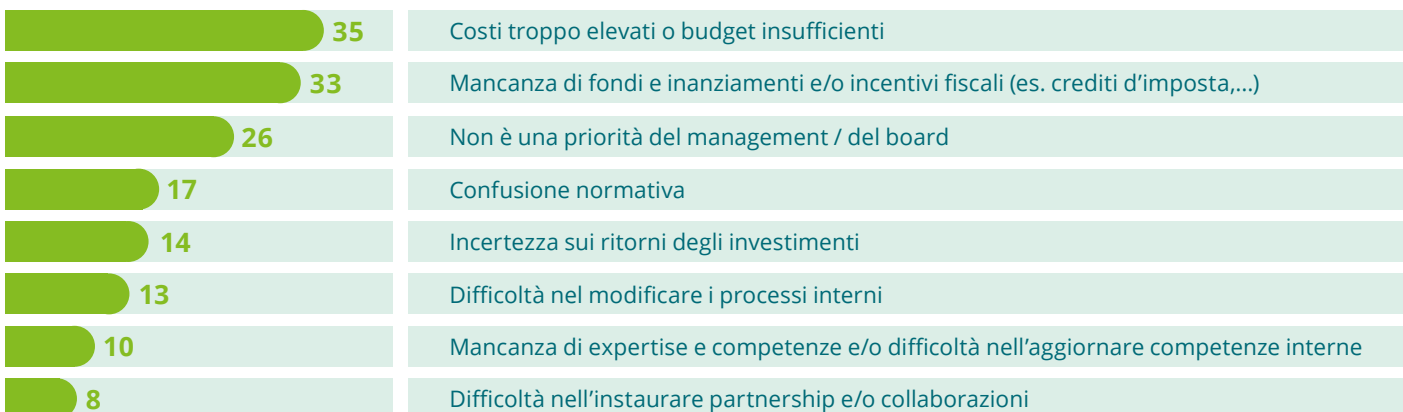 35 Costi troppo elevati o budget insufficienti
33 Mancanza di fondi e inanziamenti e/o incentivi fiscali (es. crediti d’imposta,...)
26 Non è una priorità del management / del board
17 Confusione normativa
14 Incertezza sui ritorni degli investimenti
13 Difficoltà nel modificare i processi interni
10 Mancanza di expertise e competenze e/o difficoltà nell’aggiornare competenze interne
8 Difficoltà nell’instaurare partnership e/o collaborazioni